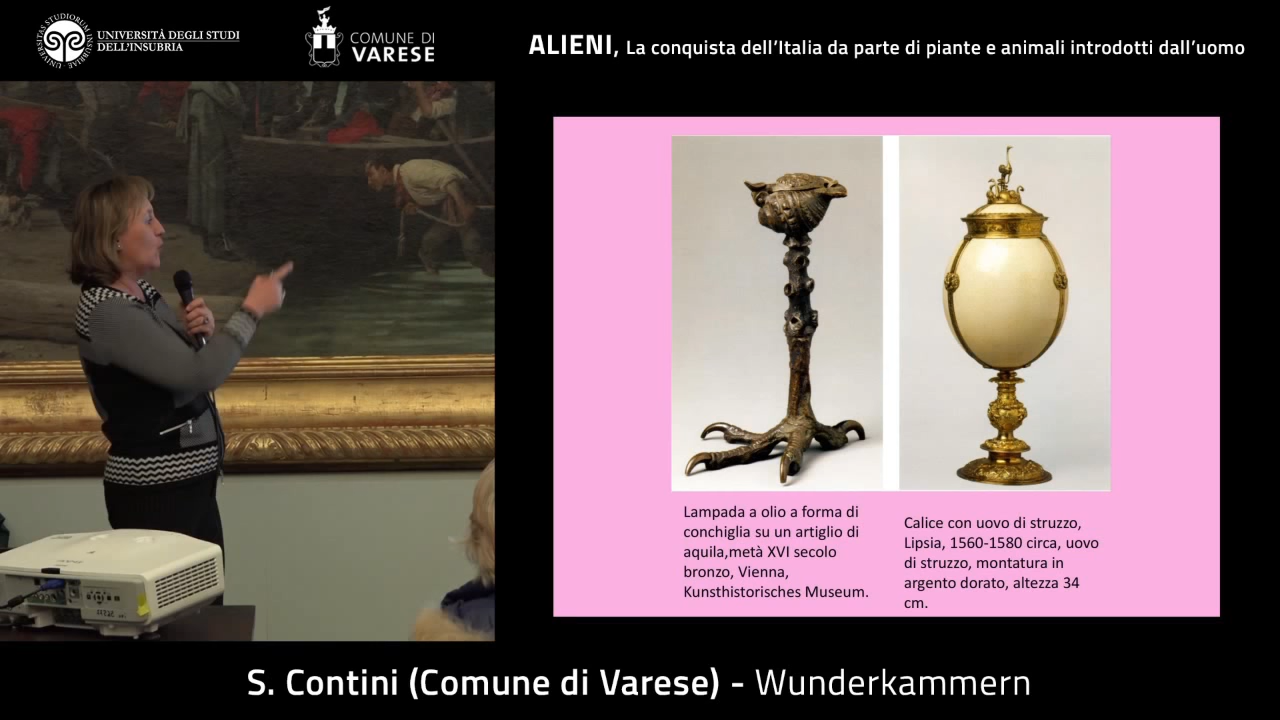 UNIVERSITÀ DEGLI STUDI
DELL'INSUBRIA
COMUNE DI
VARESE
ALIENI, La conquista dell'Italia da parte di piante e animali introdotti dall'uomo
Lampada a olio a forma di
conchiglia su un artiglio di
aquila,metà XVI secolo
bronzo, Vienna,
Kunsthistorisches Museum.
Calice con uovo di struzzo,
Lipsia, 1560-1580 circa, uovo
di struzzo, montatura in
argento dorato, altezza 34
cm.
S. Contini (Comune di Varese) - Wunderkammern